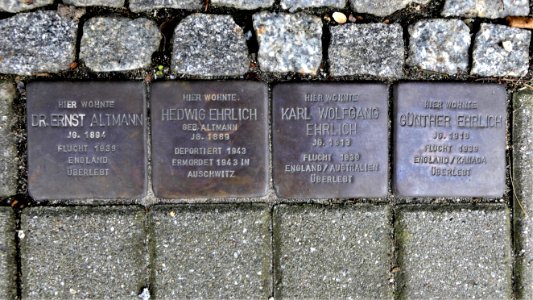 HIER WOHNTE
DR. ERNST ALTMANN
JG. 1894
FLUCHT 1939
ENGLAND
ÜBERLEBT
HIER WOHNTE
HEDWIG EHRLICH
GEB. ALTMANN
JG. 1889
DEPORTIERT 1943
ERMORDET 1943 IN
AUSCHWITZ
HIER WOHNTE
KARL WOLFGANG
EHRLICH
JG. 1913
FLUCHT 1939
ENGLAND/AUSTRALIEN
ÜBERLEBT
HIER WOHNTE
GÜNTHER EHRLICH
JG.
FLUCHT 1939
ENGLAND/KANADA
ÜBERLEBT